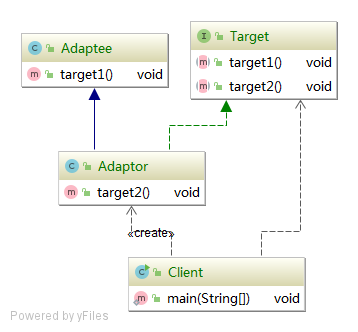 C Adaptee
m target1() void
I Target
m target1() void
m target2() void
C Adaptor
m target2() void
«create»
C Client
m main(String[]) void
Powered by yFiles